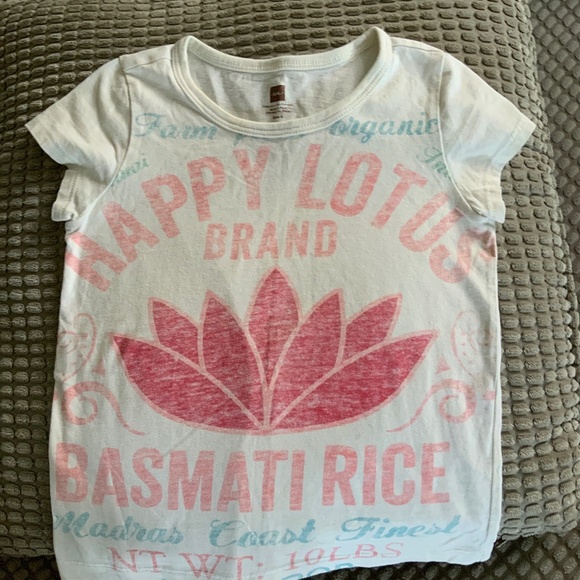 Farm organic
HAPPY LOTUS
BRAND
BASMATI RICE
Madras Coast Finest
NT WT: 10LBS